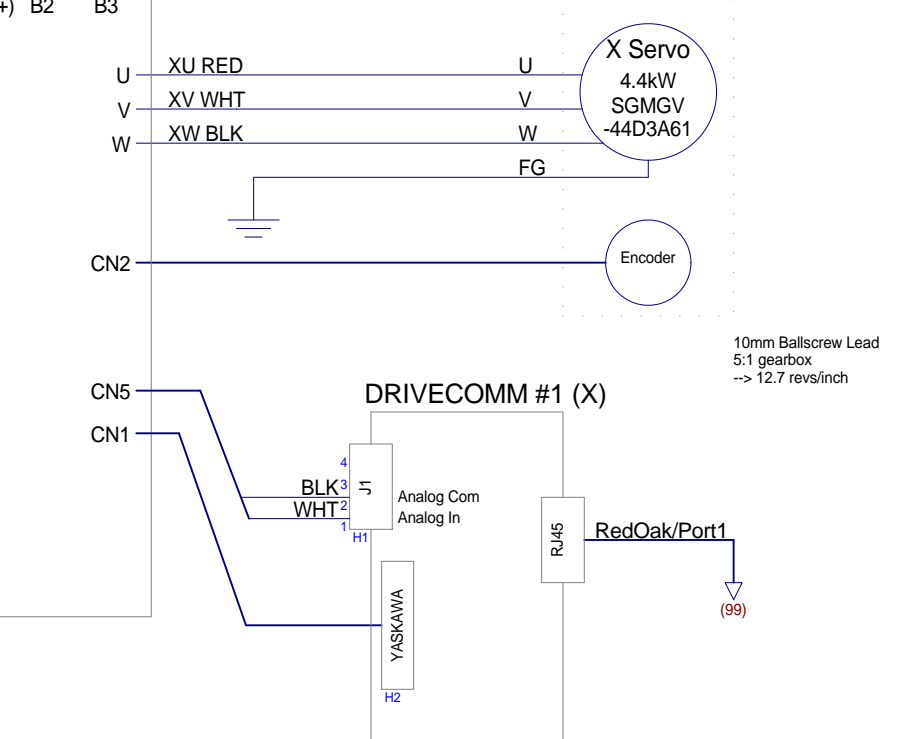 +) B2 B3
U XU RED U
V XV WHT V
W XW BLK W
FG
X Servo
4.4kW
SGMGV
-44D3A61
CN2
Encoder
10mm Ballscrew Lead
5:1 gearbox
--> 12.7 revs/inch
CN5
CN1
DRIVECOMM #1 (X)
4
BLK 3
WHT 2
1
J1
H1
Analog Com
Analog In
RJ45
RedOak/Port1
(99)
YASKAWA
H2